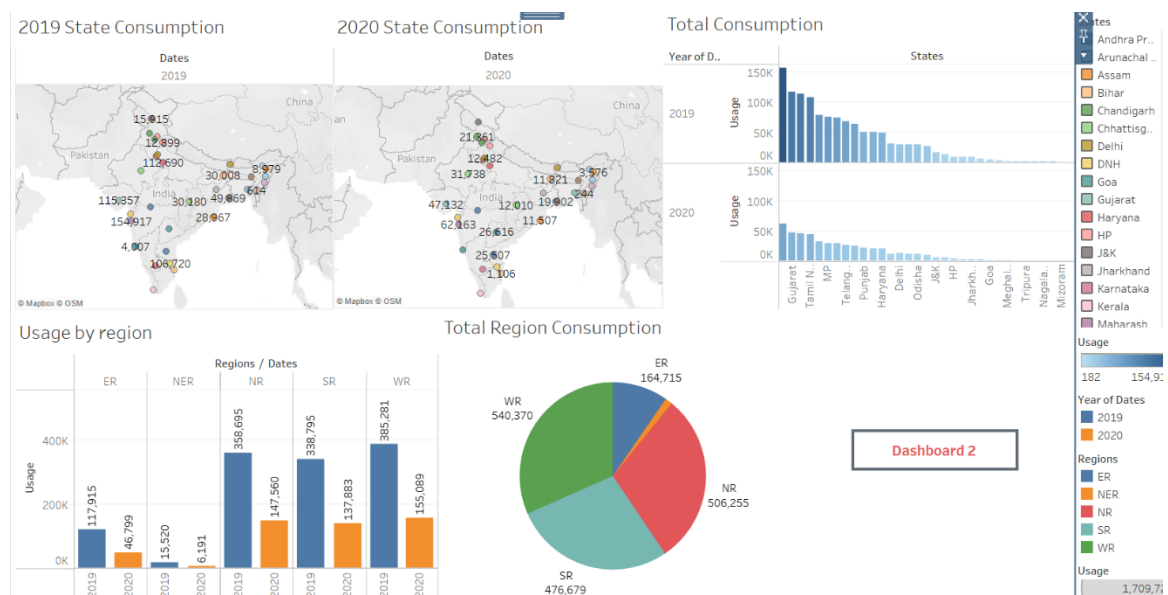 2019 State Consumption
Dates
2019
15,915
China
12,899
Pakistan
112,690
30,008
8,979
India
614
115,357
30,180
49,869
154,917
28,967
4,007
106,720
© Mapbox © OSM
2020 State Consumption
Dates
2020
21,361
China
Pakistan
12,482
31,738
11,821
3,576
India
244
47,132
12,010
19,902
62,163
11,507
26,616
25,607
1,106
© Mapbox © OSM
Total Consumption
Year of D..
States
2019
Usage
150K
100K
50K
0K
2020
Usage
150K
100K
50K
0K
Gujarat
Tamil N..
MP
Telang..
Punjab
Haryana
Delhi
Odisha
J&K
HP
Jharkh..
Goa
Meghal..
Tripura
Nagala..
Mizoram
Andhra Pr..
Arunachal ..
Assam
Bihar
Chandigarh
Chhattisg..
Delhi
DNH
Goa
Gujarat
Haryana
HP
J&K
Jharkhand
Karnataka
Kerala
Maharash
Usage
182 154,91
Year of Dates
2019
2020
Regions
ER
NER
NR
SR
WR
Usage
1,709,72
Usage by region
Regions / Dates
ER NER NR SR WR
Usage
400K
200K
0K
117,915
46,799
15,520
6,191
358,695
147,560
338,795
137,883
385,281
155,089
2019 2020 2019 2020 2019 2020 2019 2020 2019 2020
Total Region Consumption
ER
164,715
WR
540,370
NR
506,255
SR
476,679
Dashboard 2